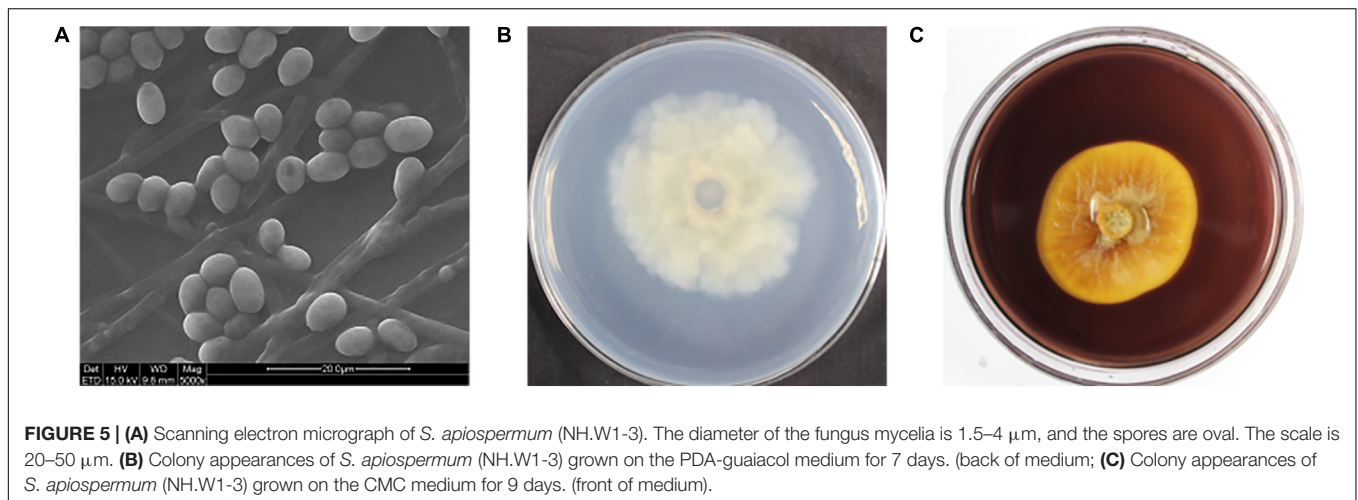 A
B
C
Det HV WD Mag
ETD 15.0 kV 9.8 mm 5000x
20.0μm
FIGURE 5 | (A) Scanning electron micrograph of S. apiospermum (NH.W1-3). The diameter of the fungus mycelia is 1.5–4 μm, and the spores are oval. The scale is
20–50 μm. (B) Colony appearances of S. apiospermum (NH.W1-3) grown on the PDA-guaiacol medium for 7 days. (back of medium; (C) Colony appearances of
S. apiospermum (NH.W1-3) grown on the CMC medium for 9 days. (front of medium).